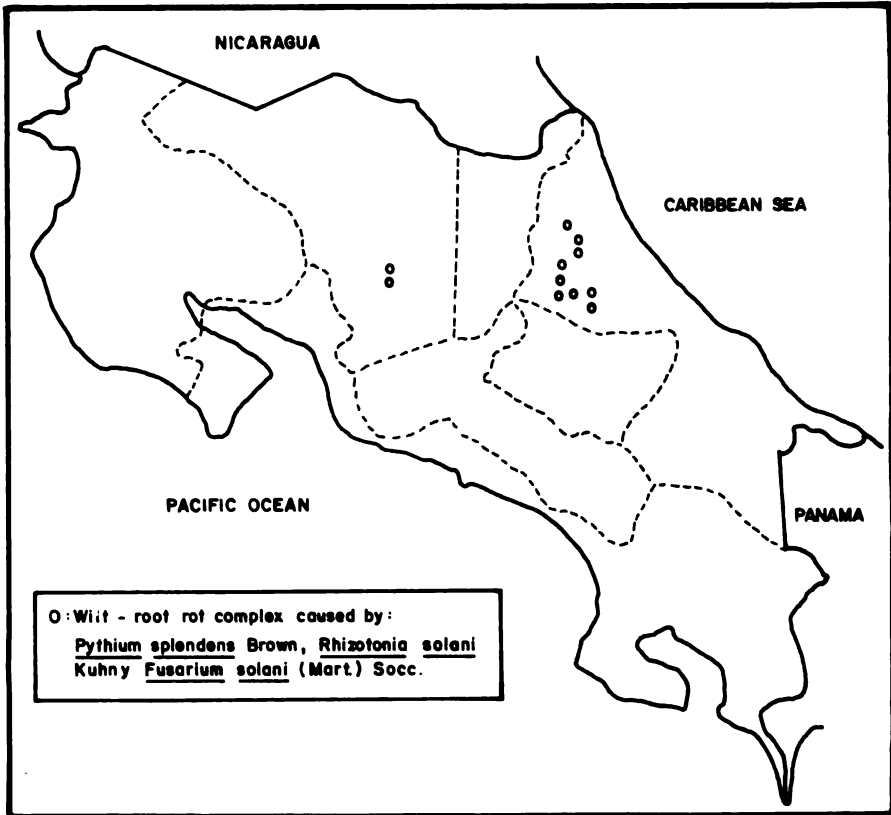 NICARAGUA
CARIBBEAN SEA
PACIFIC OCEAN
PANAMA
O : Wilt - root rot complex caused by :
Pythium splendens Brown, Rhizotonia solani
Kuhny Fusarium solani (Mart.) Socc.